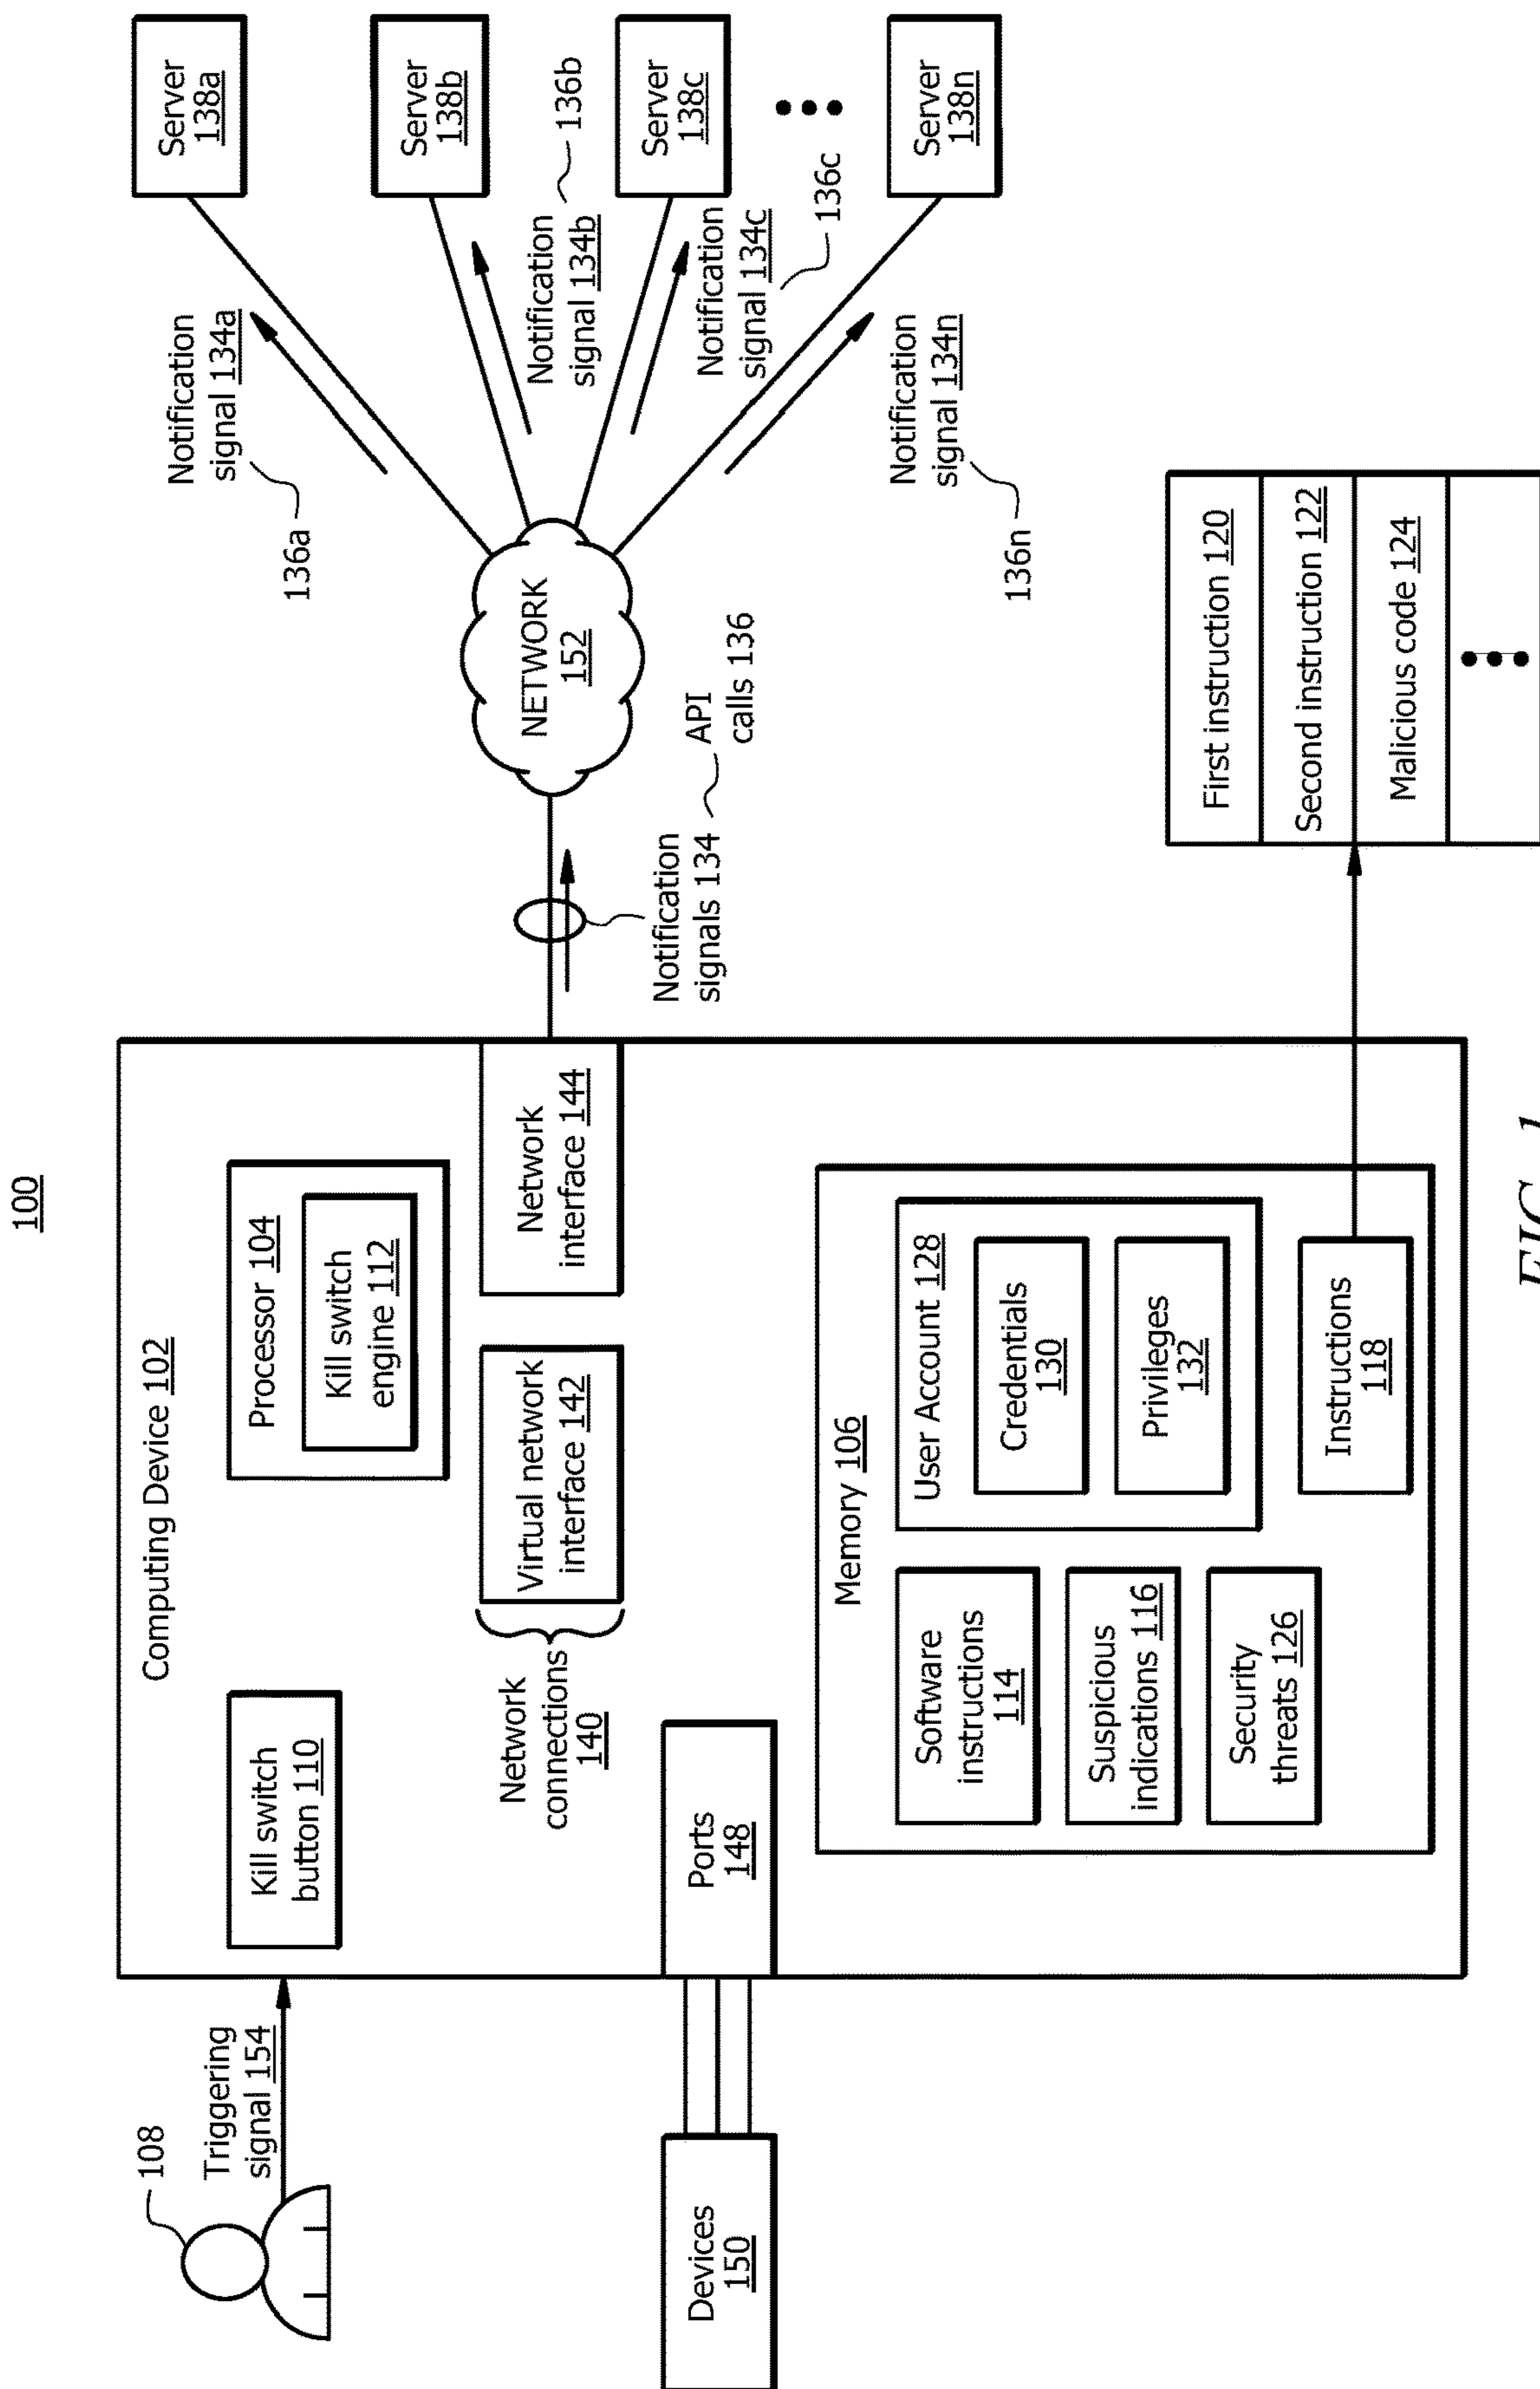 100
108
Triggering
signal 154
Devices
150
Computing Device 102
Kill switch
button 110
Processor 104
Kill switch
engine 112
Network
connections
140
Virtual network
interface 142
Network
interface 144
Ports
148
Memory 106
Software
instructions
114
Suspicious
indications 116
Security
threats 126
User Account 128
Credentials
130
Privileges
132
Instructions
118
Notification
signals 134
API
calls 136
NETWORK
152
136a
Notification
signal 134a
Notification
signal 134b
136b
Notification
signal 134c
136c
Notification
signal 134n
136n
Server
138a
Server
138b
Server
138c
Server
138n
First instruction 120
Second instruction 122
Malicious code 124
FIG. 1